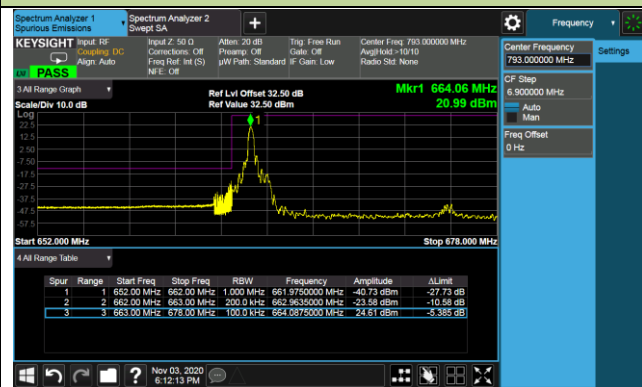 Spectrum Analyzer 1
Spurious Emissions
Spectrum Analyzer 2
Swept SA
+
Frequency
KEYSIGHT
Input: RF
Coupling: DC
Align: Auto
Input Z: 50 Ω
Corrections: Off
Freq Ref: Int (S)
NFE: Off
Atten: 20 dB
Preamp: Off
µW Path: Standard
Trig: Free Run
Gate: Off
IF Gain: Low
Center Freq: 793.000000 MHz
Avg|Hold:>10/10
Radio Std: None
LM PASS
Center Frequency
793.000000 MHz
Settings
CF Step
6.900000 MHz
Auto
Man
Freq Offset
0 Hz
3 All Range Graph
Scale/Div 10.0 dB
Ref Lvl Offset 32.50 dB
Ref Value 32.50 dBm
Mkr1 664.06 MHz
20.99 dBm
Log
22.5
12.5
2.50
-7.50
-17.5
-27.5
-37.5
-47.5
-57.5
1
Start 652.000 MHz
Stop 678.000 MHz
4 All Range Table
Spur Range Start Freq Stop Freq RBW Frequency Amplitude ΔLimit
1 1 652.00 MHz 662.00 MHz 1.000 MHz 661.9750000 MHz -40.73 dBm -27.73 dB
2 2 662.00 MHz 663.00 MHz 200.0 kHz 662.9635000 MHz -23.58 dBm -10.58 dB
3 3 663.00 MHz 678.00 MHz 100.0 kHz 664.0875000 MHz 24.61 dBm -5.385 dB
?
Nov 03, 2020
6:12:13 PM